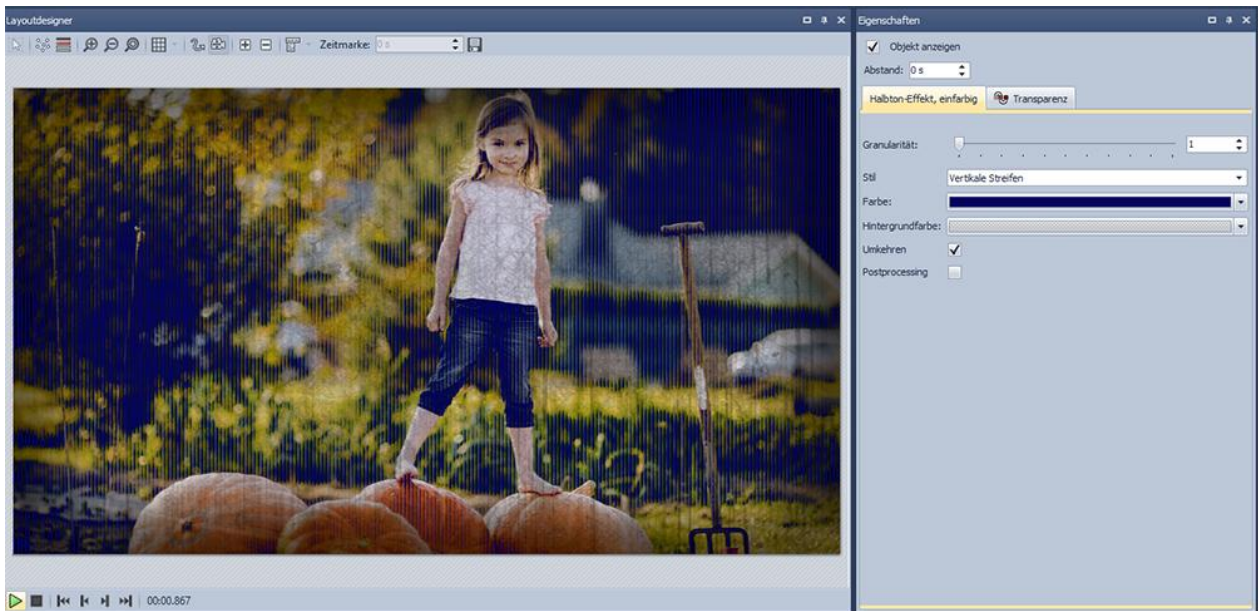 Layoutdesigner
Zeitmarke: 0 s
00:00.867
Eigenschaften
Objekt anzeigen
Abstand: 0 s
Halbton-Effekt, einfarbig Transparenz
Granularität: 1
Stil Vertikale Streifen
Farbe:
Hintergrundfarbe:
Umkehren
Postprocessing